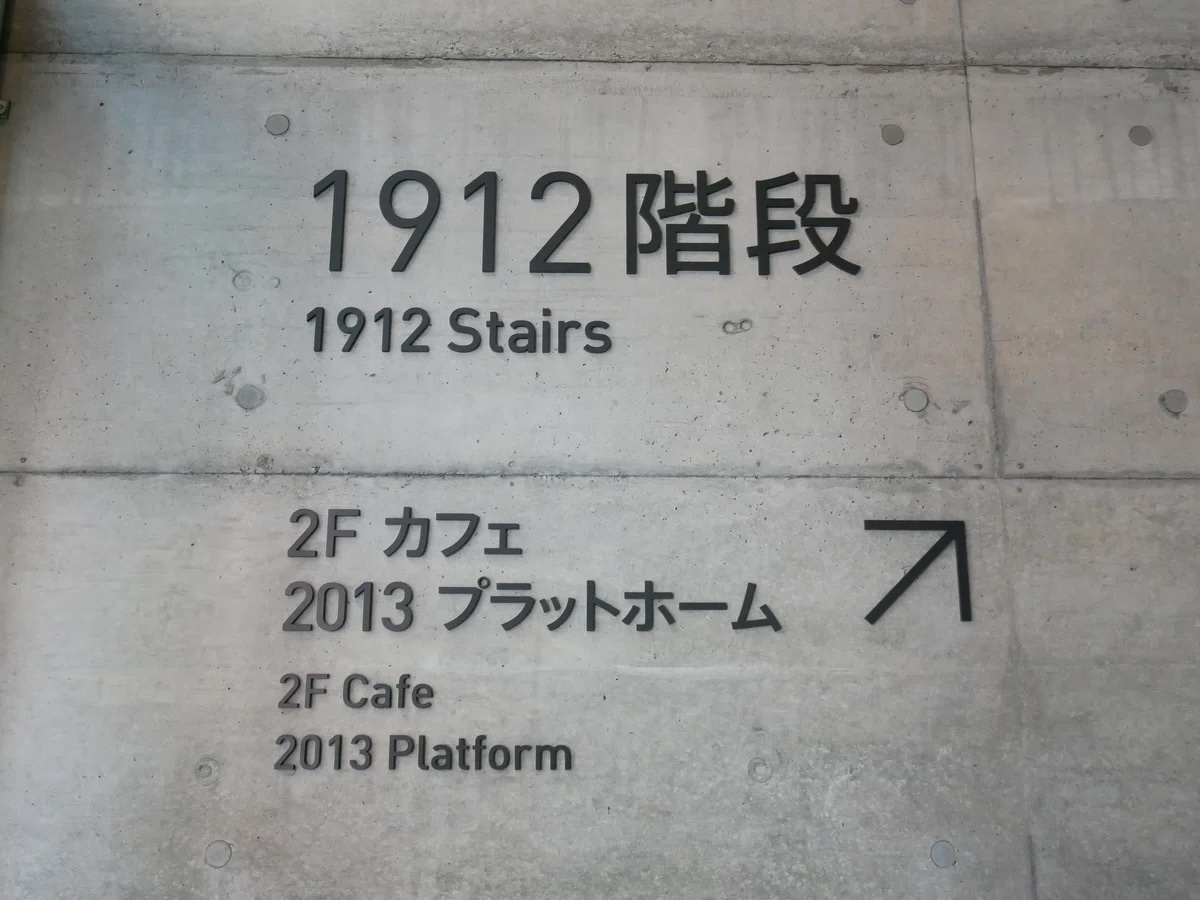 1912階段
1912 Stairs
2F カフェ
2013 プラットホーム
2F Cafe
2013 Platform